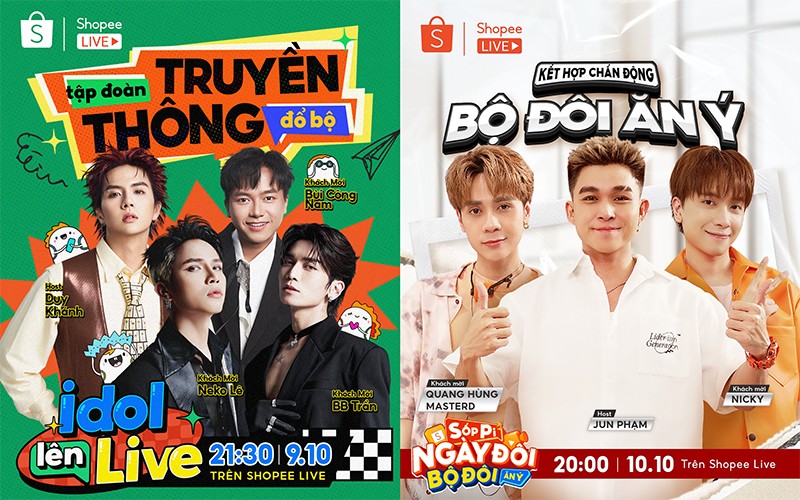 S
Shopee
LIVE
tập đoàn TRUYỀN
THÔNG đổ bộ
Khách Mời
Bùi Công
Nam
Host
Duy
Khánh
Khách Mời
Neko Lê
Khách Mời
BB Trần
idol
lên Live
21:30 | 9.10
TRÊN SHOPEE LIVE
S
Shopee
LIVE
KẾT HỢP CHẤN ĐỘNG
BỘ ĐÔI ĂN Ý
Khách mời
QUANG HÙNG
MASTERD
Host
JUN PHẠM
Khách mời
NICKY
S Sóp Pi
NGÀY ĐÔI
BỘ ĐÔI ĂN Ý
20:00 | 10.10 Trên Shopee Live